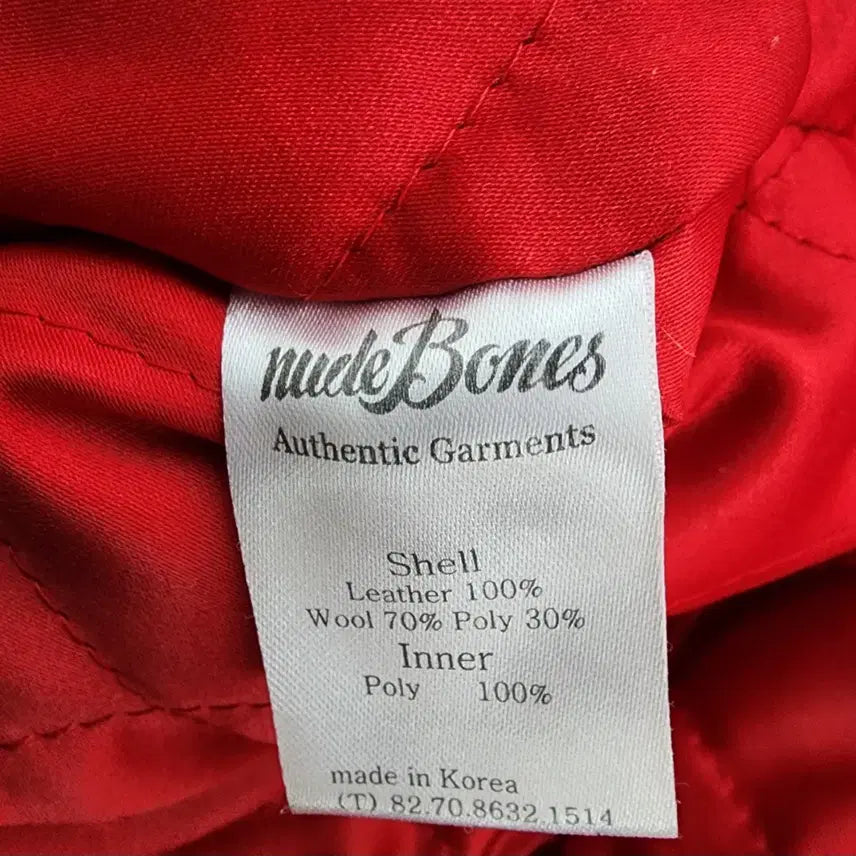 nudeBones
Authentic Garments
Shell
Leather 100%
Wool 70% Poly 30%
Inner
Poly 100%
made in Korea
(T) 82.70.8632.1514